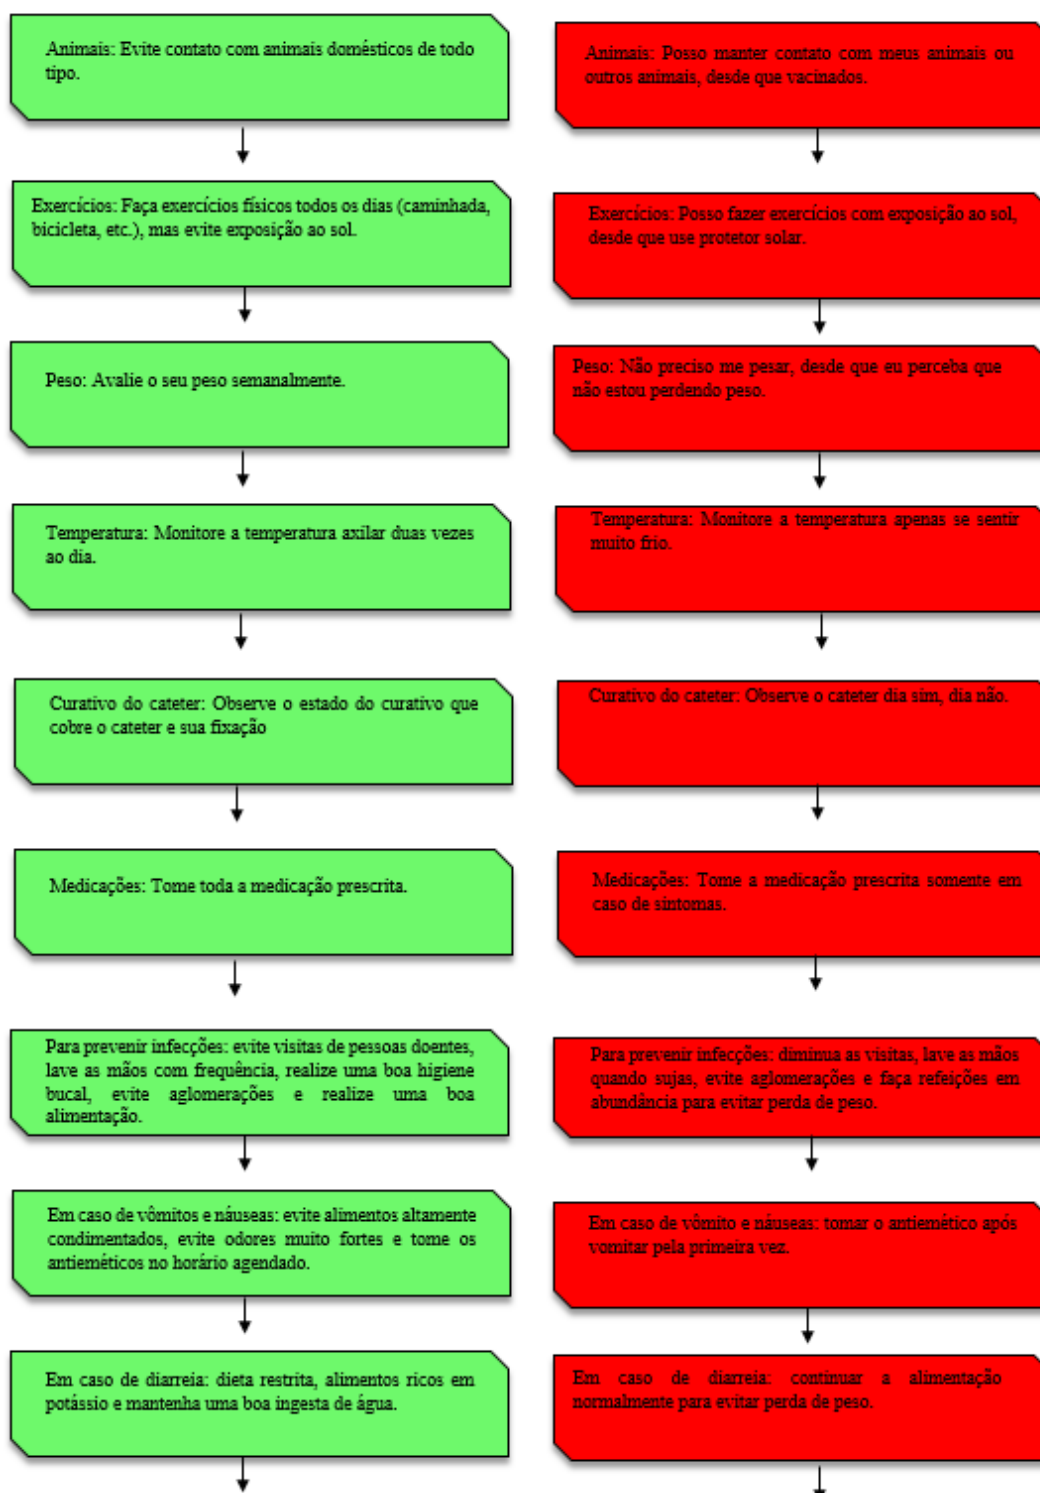 Animais: Evite contato com animais domésticos de todo
tipo.
Animais: Posso manter contato com meus animais ou
outros animais, desde que vacinados.
Exercícios: Faça exercícios físicos todos os dias (caminhada,
bicicleta, etc.), mas evite exposição ao sol.
Exercícios: Posso fazer exercícios com exposição ao sol,
desde que use protetor solar.
Peso: Avalie o seu peso semanalmente.
Peso: Não preciso me pesar, desde que eu perceba que
não estou perdendo peso.
Temperatura: Monitore a temperatura axilar duas vezes
ao dia.
Temperatura: Monitore a temperatura apenas se sentir
muito frio.
Curativo do cateter: Observe o estado do curativo que
cobre o cateter e sua fixação
Curativo do cateter: Observe o cateter dia sim, dia não.
Medicações: Tome toda a medicação prescrita.
Medicações: Tome a medicação prescrita somente em
caso de sintomas.
Para prevenir infecções: evite visitas de pessoas doentes,
lave as mãos com frequência, realize uma boa higiene
bucal, evite aglomerações e realize uma boa
alimentação.
Para prevenir infecções: diminua as visitas, lave as mãos
quando sujas, evite aglomerações e faça refeições em
abundância para evitar perda de peso.
Em caso de vômitos e náuseas: evite alimentos altamente
condimentados, evite odores muito fortes e tome os
antieméticos no horário agendado.
Em caso de vômito e náuseas: tomar o antiemético após
vomitar pela primeira vez.
Em caso de diarreia: dieta restrita, alimentos ricos em
potássio e mantenha uma boa ingesta de água.
Em caso de diarreia: continuar a alimentação
normalmente para evitar perda de peso.